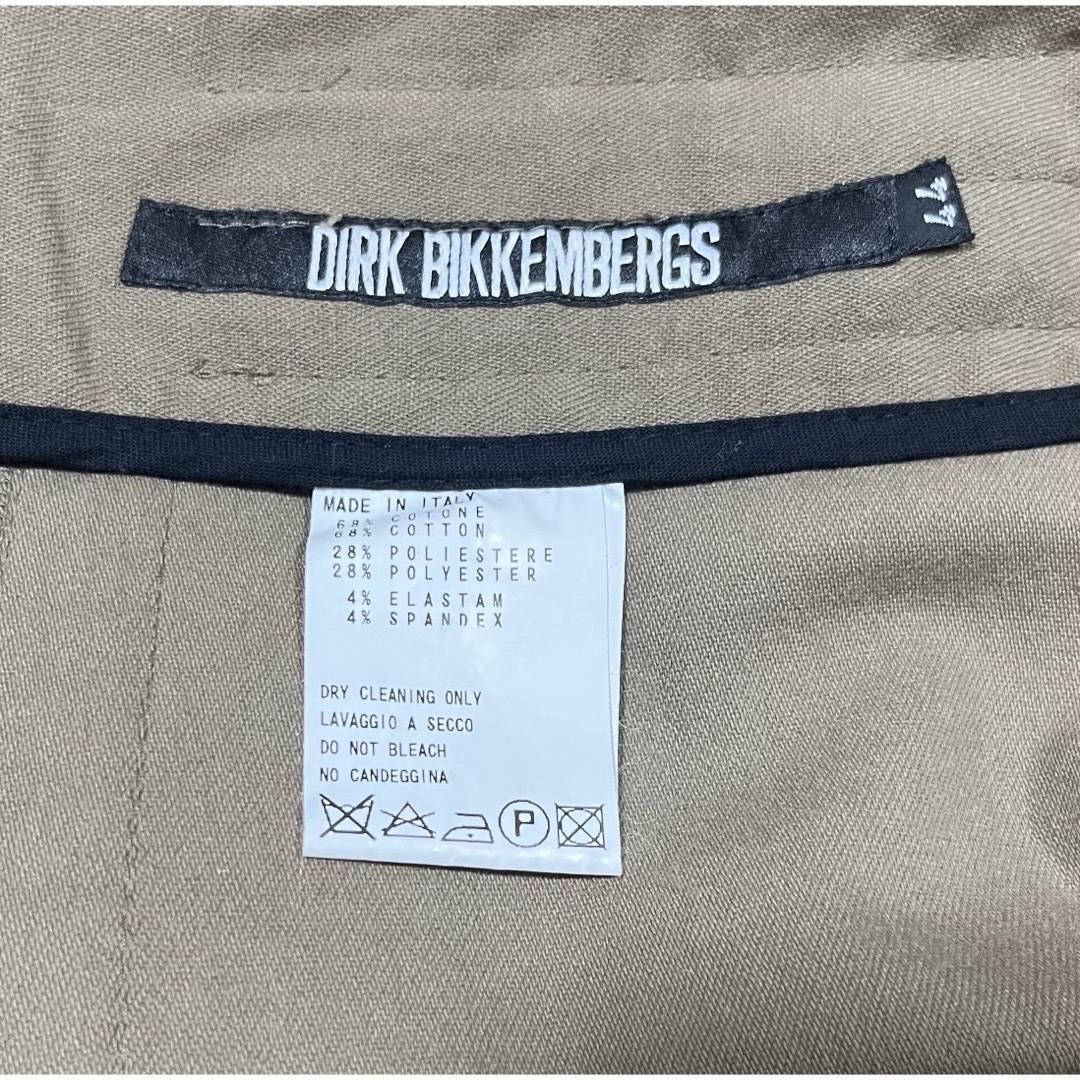 DIRK BIKKEMBERGS
44
MADE IN ITALY
68% COTONE
68% COTTON
28% POLIESTERE
28% POLYESTER
4% ELASTAM
4% SPANDEX
DRY CLEANING ONLY
LAVAGGIO A SECCO
DO NOT BLEACH
NO CANDEGGINA
P